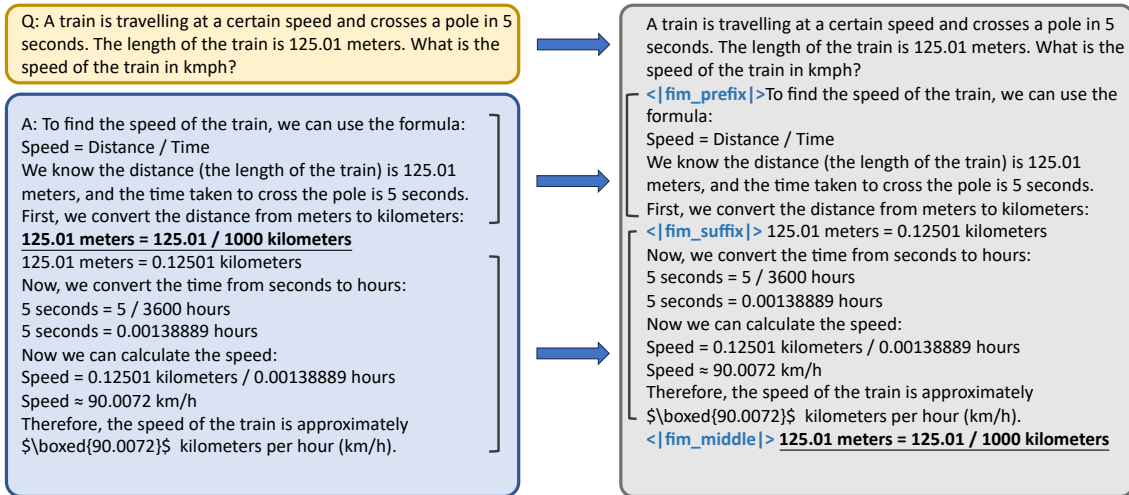 Q: A train is travelling at a certain speed and crosses a pole in 5
seconds. The length of the train is 125.01 meters. What is the
speed of the train in kmph?
A: To find the speed of the train, we can use the formula:
Speed = Distance / Time
We know the distance (the length of the train) is 125.01
meters, and the time taken to cross the pole is 5 seconds.
First, we convert the distance from meters to kilometers:
125.01 meters = 125.01 / 1000 kilometers
125.01 meters = 0.12501 kilometers
Now, we convert the time from seconds to hours:
5 seconds = 5 / 3600 hours
5 seconds = 0.00138889 hours
Now we can calculate the speed:
Speed = 0.12501 kilometers / 0.00138889 hours
Speed ≈ 90.0072 km/h
Therefore, the speed of the train is approximately
$\boxed{90.0072}$ kilometers per hour (km/h).
A train is travelling at a certain speed and crosses a pole in 5
seconds. The length of the train is 125.01 meters. What is the
speed of the train in kmph?
<|fim_prefix|>To find the speed of the train, we can use the
formula:
Speed = Distance / Time
We know the distance (the length of the train) is 125.01
meters, and the time taken to cross the pole is 5 seconds.
First, we convert the distance from meters to kilometers:
<|fim_suffix|> 125.01 meters = 0.12501 kilometers
Now, we convert the time from seconds to hours:
5 seconds = 5 / 3600 hours
5 seconds = 0.00138889 hours
Now we can calculate the speed:
Speed = 0.12501 kilometers / 0.00138889 hours
Speed ≈ 90.0072 km/h
Therefore, the speed of the train is approximately
$\boxed{90.0072}$ kilometers per hour (km/h).
<|fim_middle|> 125.01 meters = 125.01 / 1000 kilometers